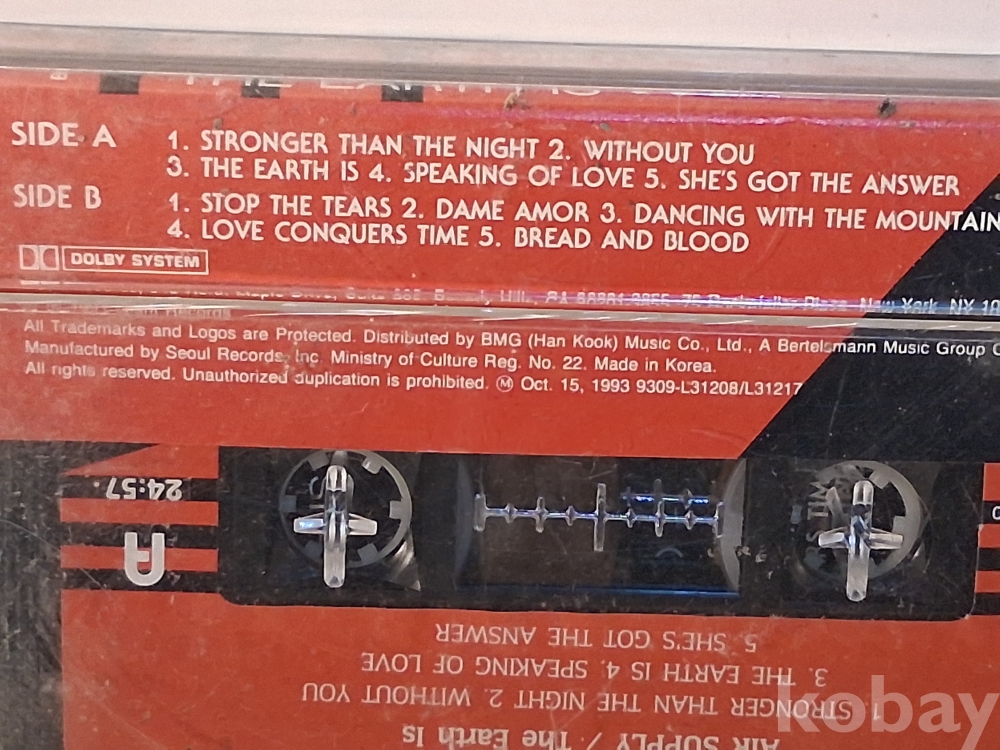 THE EARTH IS
SIDE A
1. STRONGER THAN THE NIGHT 2. WITHOUT YOU
3. THE EARTH IS 4. SPEAKING OF LOVE 5. SHE'S GOT THE ANSWER
SIDE B
1. STOP THE TEARS 2. DAME AMOR 3. DANCING WITH THE MOUNTAIN
4. LOVE CONQUERS TIME 5. BREAD AND BLOOD
DOLBY SYSTEM
New York, NY
All Trademarks and Logos are Protected. Distributed by BMG (Han Kook) Music Co., Ltd., A Bertelsmann Music Group
Manufactured by Seoul Records, Inc. Ministry of Culture Reg. No. 22. Made in Korea.
All rights reserved. Unauthorized duplication is prohibited. Ⓜ Oct. 15, 1993 9309-L31208/L31217
24:57
A
AIR SUPPLY / The Earth Is
1. STRONGER THAN THE NIGHT 2. WITHOUT YOU
3. THE EARTH IS 4. SPEAKING OF LOVE
5. SHE'S GOT THE ANSWER
kobay